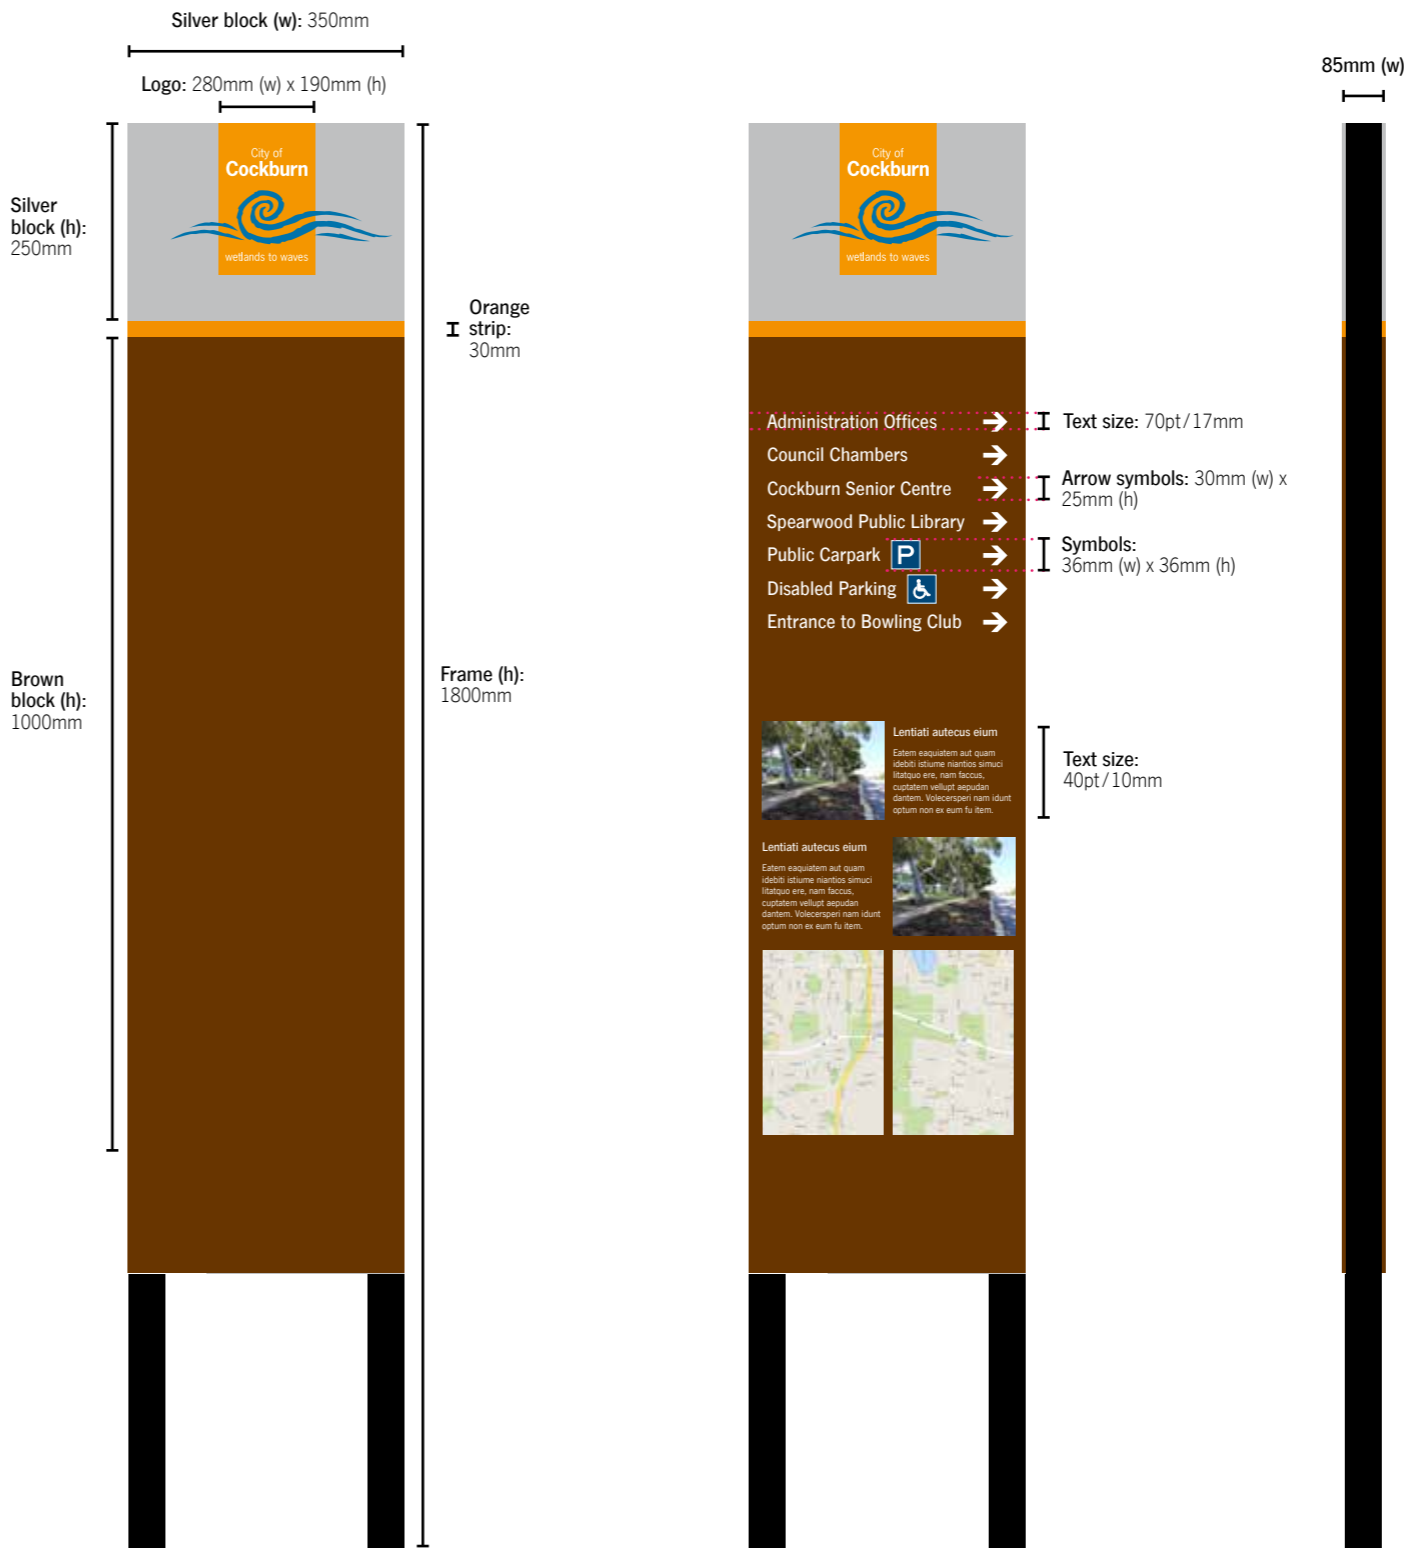 Silver block (w): 350mm
Logo: 280mm (w) x 190mm (h)
85mm (w)
City of
Cockburn
wetlands to waves
Silver
block (h):
250mm
Orange
strip:
30mm
Brown
block (h):
1000mm
Frame (h):
1800mm
City of
Cockburn
wetlands to waves
Administration Offices
Council Chambers
Cockburn Senior Centre
Spearwood Public Library
Public Carpark P
Disabled Parking
Entrance to Bowling Club
Text size: 70pt/17mm
Arrow symbols: 30mm (w) x
25mm (h)
Symbols:
36mm (w) x 36mm (h)
Lentiati autecus eium
Eatem eaquiatem aut quam
idebiti istiume niantios simuci
litatquo ere, nam faccus,
cuptatem vellupt aepudan
dantem. Volecersperi nam idunt
optum non ex eum fu item.
Text size:
40pt/10mm
Lentiati autecus eium
Eatem eaquiatem aut quam
idebiti istiume niantios simuci
litatquo ere, nam faccus,
cuptatem vellupt aepudan
dantem. Volecersperi nam idunt
optum non ex eum fu item.